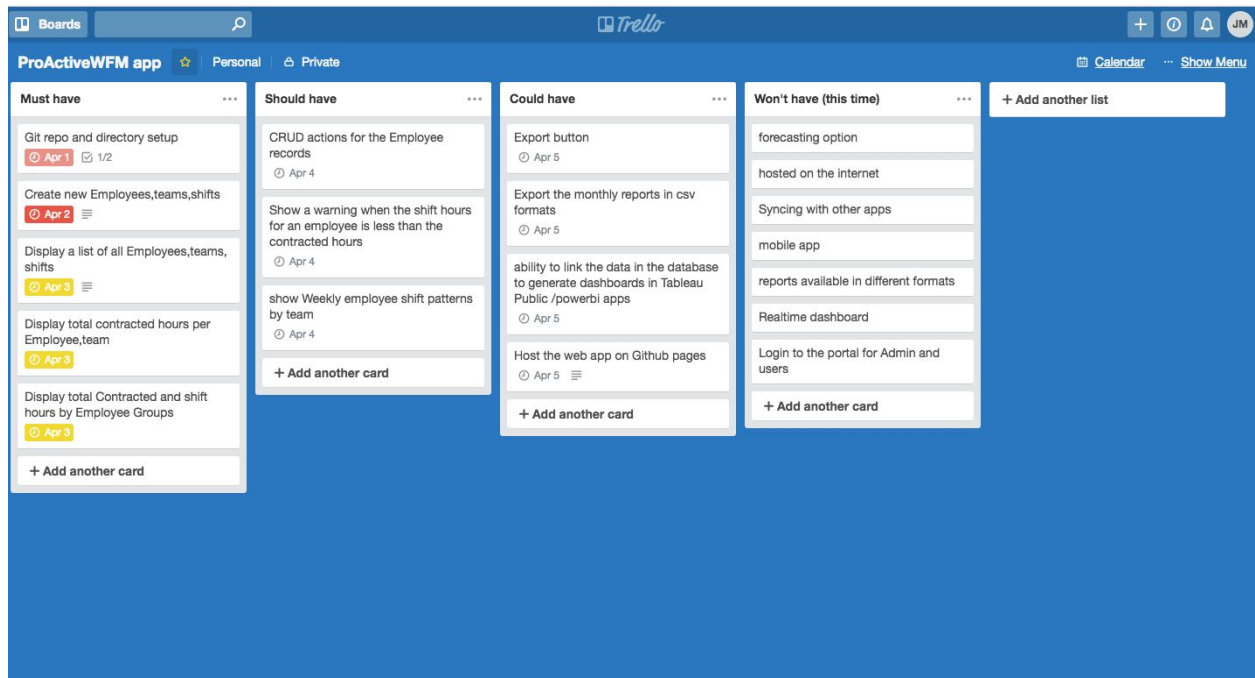 Boards
Trello
JM
ProActiveWFM app
Personal
Private
Calendar
... Show Menu
Must have
Git repo and directory setup
Apr 1 1/2
Create new Employees,teams,shifts
Apr 2
Display a list of all Employees,teams,
shifts
Apr 3
Display total contracted hours per
Employee,team
Apr 3
Display total Contracted and shift
hours by Employee Groups
Apr 3
+ Add another card
Should have
CRUD actions for the Employee
records
Apr 4
Show a warning when the shift hours
for an employee is less than the
contracted hours
Apr 4
show Weekly employee shift patterns
by team
Apr 4
+ Add another card
Could have
Export button
Apr 5
Export the monthly reports in csv
formats
Apr 5
ability to link the data in the database
to generate dashboards in Tableau
Public /powerbi apps
Apr 5
Host the web app on Github pages
Apr 5
+ Add another card
Won't have (this time)
forecasting option
hosted on the internet
Syncing with other apps
mobile app
reports available in different formats
Realtime dashboard
Login to the portal for Admin and
users
+ Add another card
+ Add another list